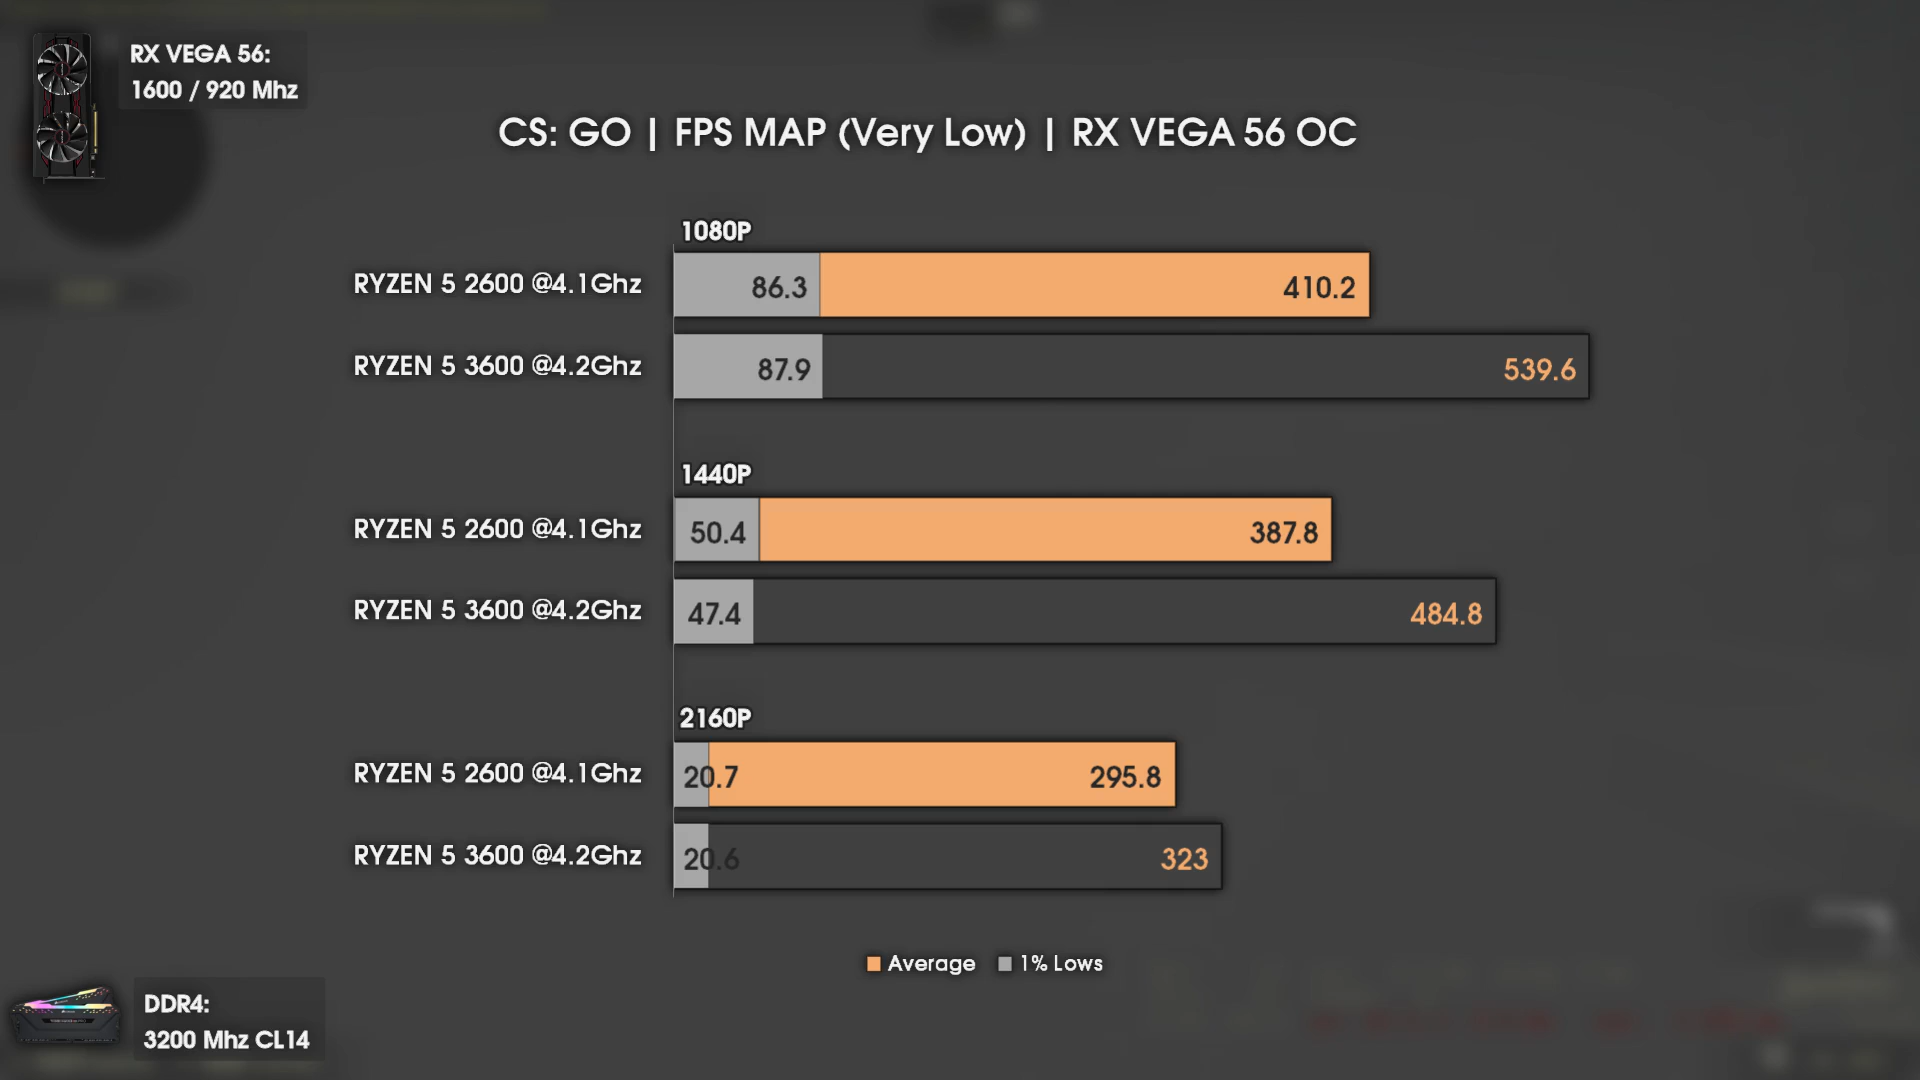 RX VEGA 56:
1600 / 920 Mhz
CS: GO | FPS MAP (Very Low) | RX VEGA 56 OC
1080P
RYZEN 5 2600 @4.1Ghz 86.3 410.2
RYZEN 5 3600 @4.2Ghz 87.9 539.6
1440P
RYZEN 5 2600 @4.1Ghz 50.4 387.8
RYZEN 5 3600 @4.2Ghz 47.4 484.8
2160P
RYZEN 5 2600 @4.1Ghz 20.7 295.8
RYZEN 5 3600 @4.2Ghz 20.6 323
Average 1% Lows
DDR4:
3200 Mhz CL14